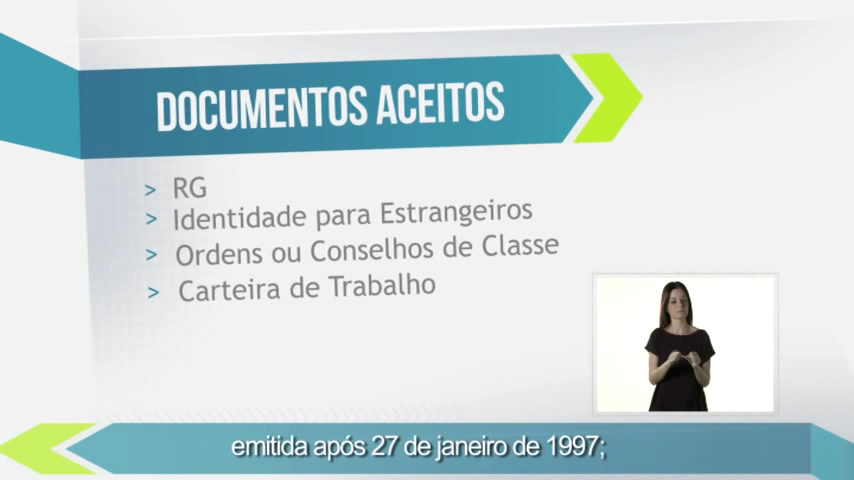 DOCUMENTOS ACEITOS
> RG
> Identidade para Estrangeiros
> Ordens ou Conselhos de Classe
> Carteira de Trabalho
emitida após 27 de janeiro de 1997;